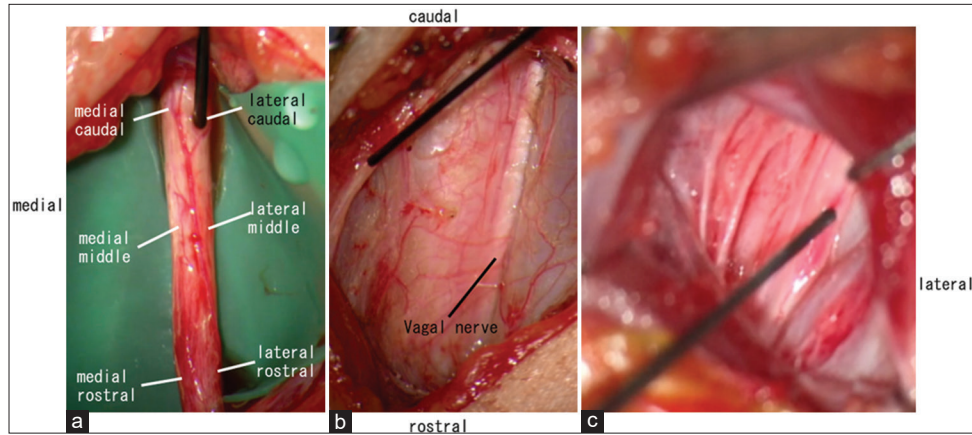 caudal
medial
caudal
lateral
caudal
medial
medial
middle
lateral
middle
Vagal nerve
lateral
medial
rostral
lateral
rostral
a
b
c
rostral